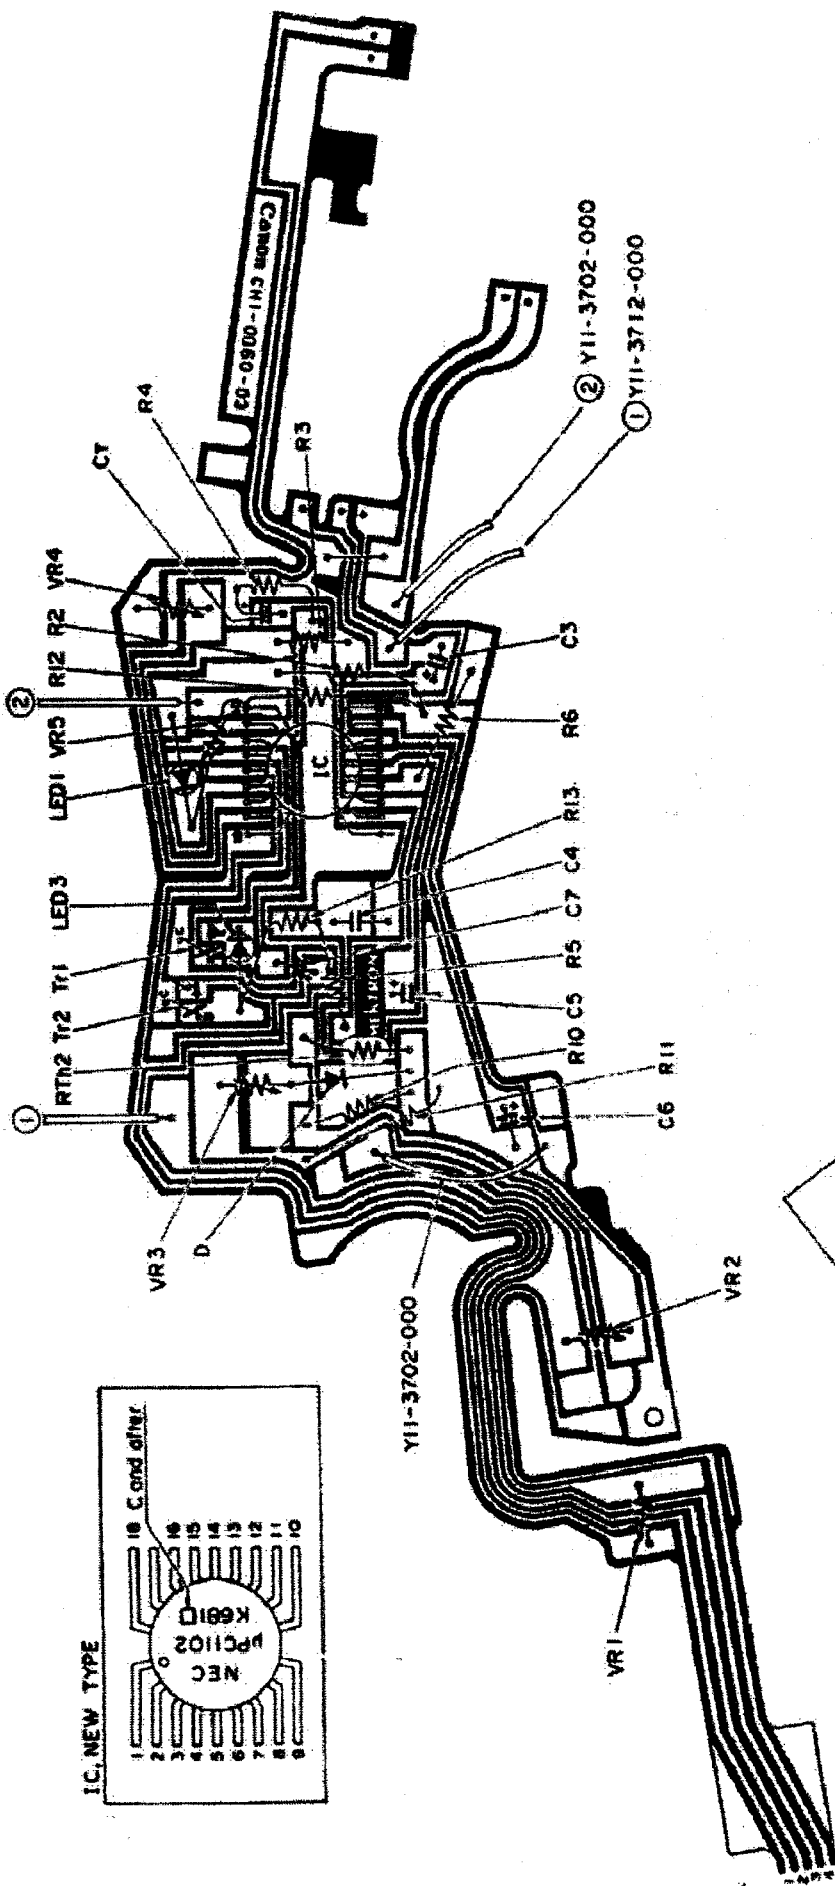 Canon CH1-0060-03
R4
CT
VR4
R2
R12
②
VR5
LED1
LED3
Tr1
Tr2
RTh2
①
R3
② Y11-3702-000
① Y11-3712-000
C3
R6
R13
C4
C7
R5
C5
R10
R11
C6
IC
VR3
D
Y11-3702-000
VR2
VR1
I.C. NEW TYPE
C and after
NEC
μPC1102
K681
1
2
3
4
5
6
7
8
9
18
16
15
14
13
12
11
10